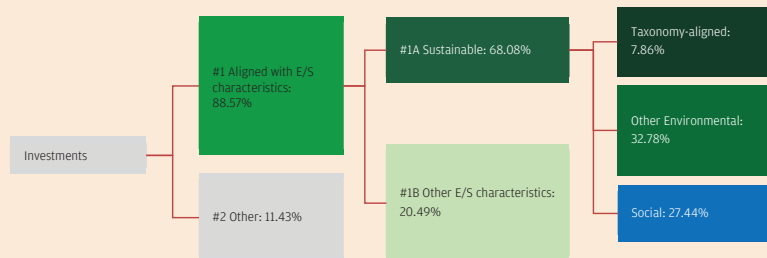 Investments
#1 Aligned with E/S
characteristics:
88.57%
#2 Other: 11.43%
#1A Sustainable: 68.08%
#1B Other E/S characteristics:
20.49%
Taxonomy-aligned:
7.86%
Other Environmental:
32.78%
Social: 27.44%